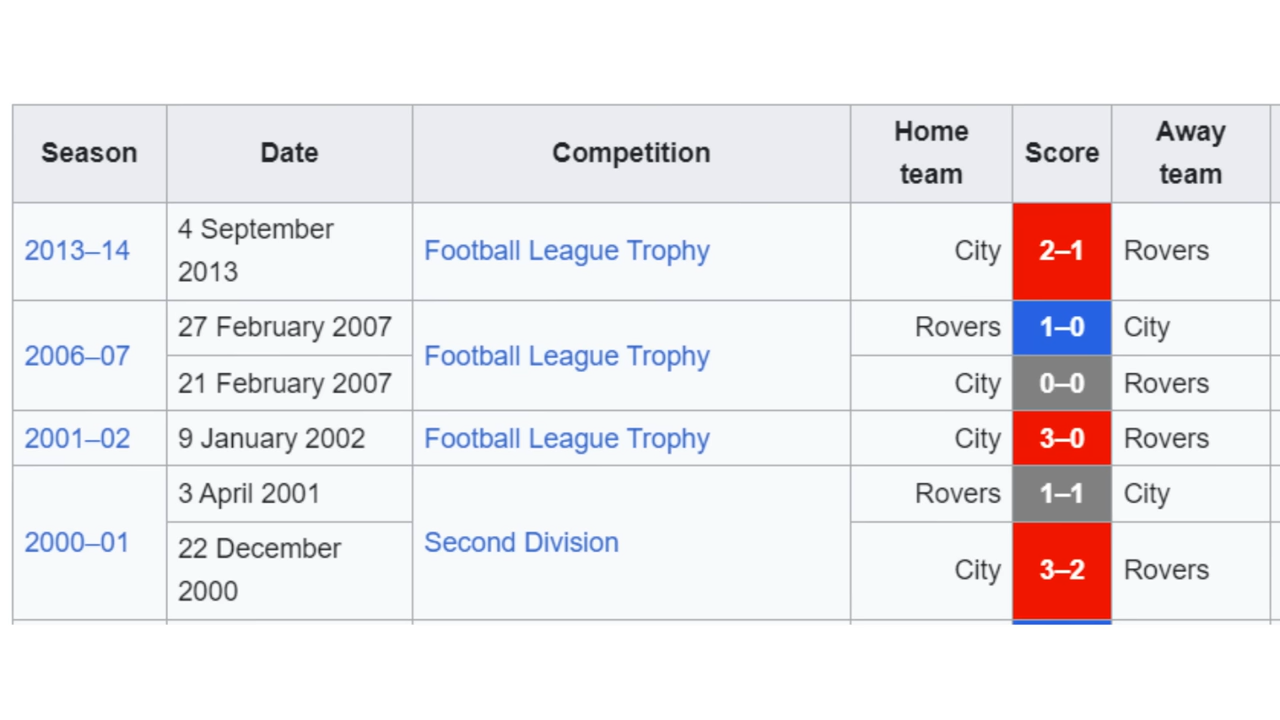 Season Date Competition Home team Score Away team
2013–14 4 September 2013 Football League Trophy City 2–1 Rovers
2006–07 27 February 2007 Football League Trophy Rovers 1–0 City
21 February 2007 City 0–0 Rovers
2001–02 9 January 2002 Football League Trophy City 3–0 Rovers
2000–01 3 April 2001 Second Division Rovers 1–1 City
22 December 2000 City 3–2 Rovers